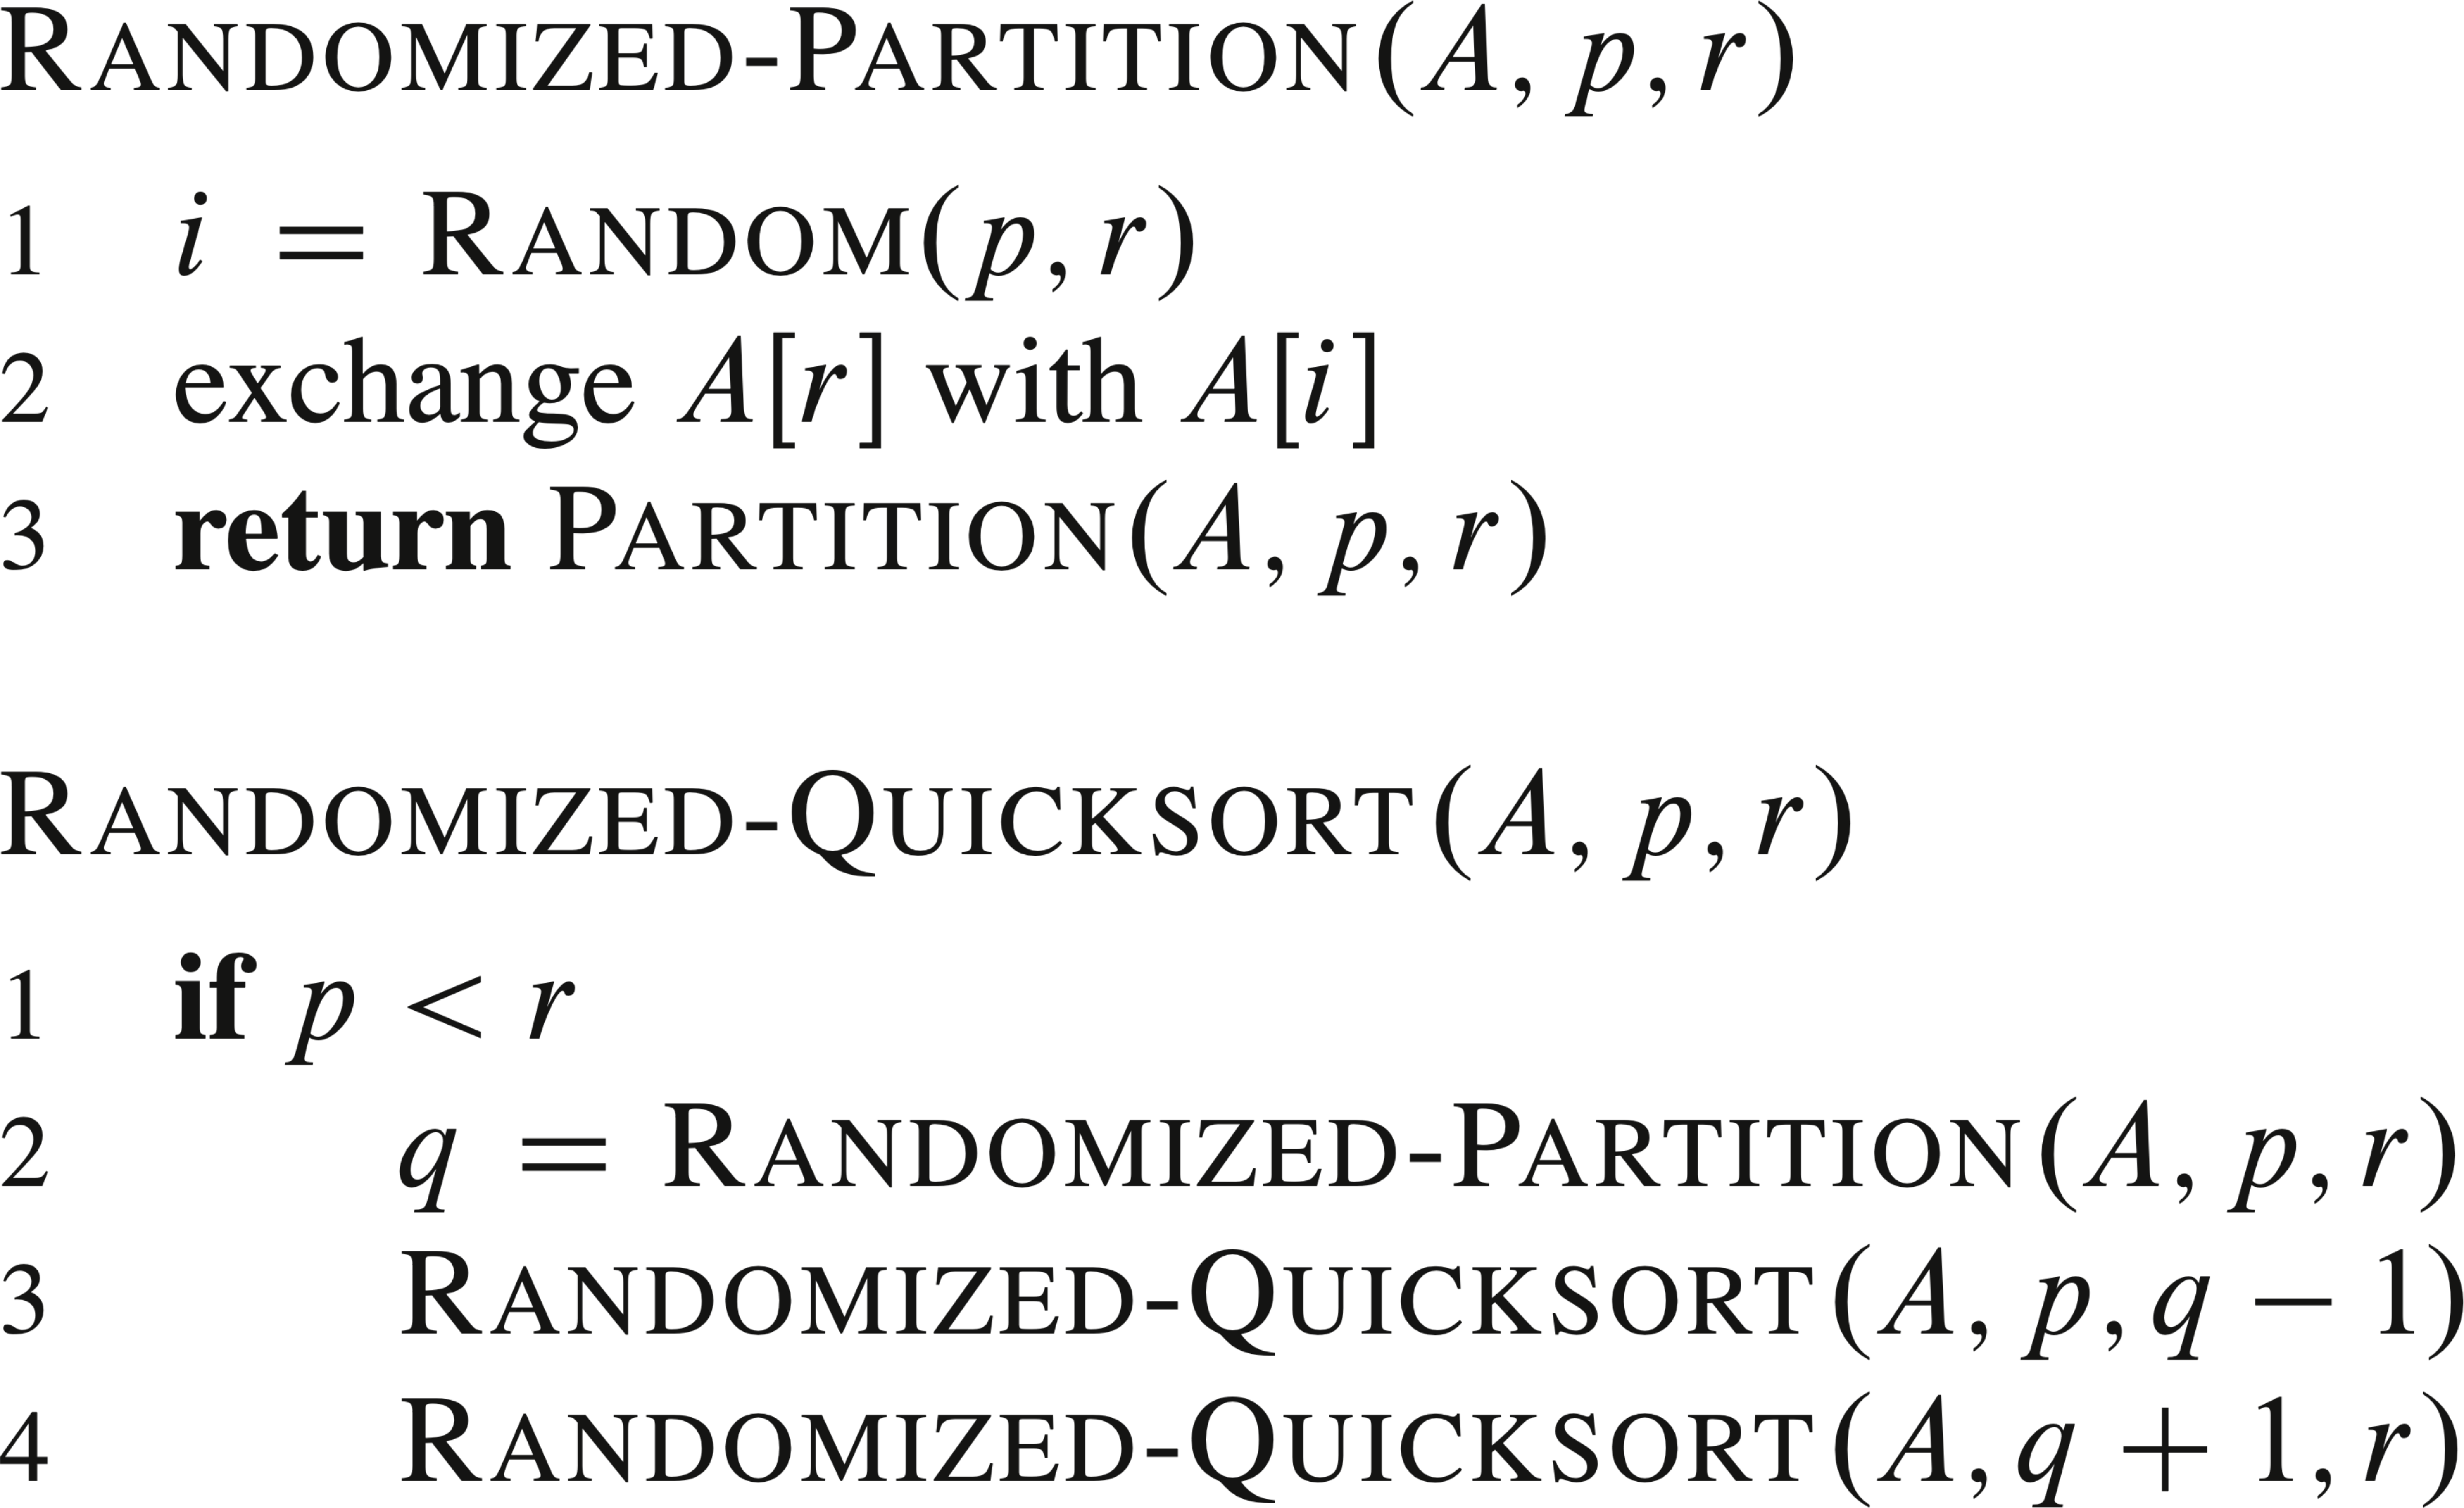 RANDOMIZED-PARTITION(A, p, r)
1 i = RANDOM(p, r)
2 exchange A[r] with A[i]
3 return PARTITION(A, p, r)
RANDOMIZED-QUICKSORT(A, p, r)
1 if p < r
2 q = RANDOMIZED-PARTITION(A, p, r)
3 RANDOMIZED-QUICKSORT(A, p, q − 1)
4 RANDOMIZED-QUICKSORT(A, q + 1, r)